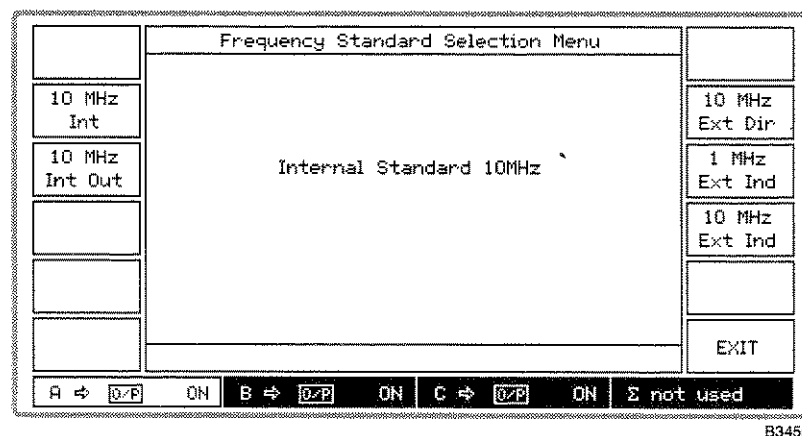 Frequency Standard Selection Menu
10 MHz
Int
10 MHz
Int Out
Internal Standard 10MHz
10 MHz
Ext Dir
1 MHz
Ext Ind
10 MHz
Ext Ind
EXIT
A ⇨ O/P ON B ⇨ O/P ON C ⇨ O/P ON Σ not used
B345